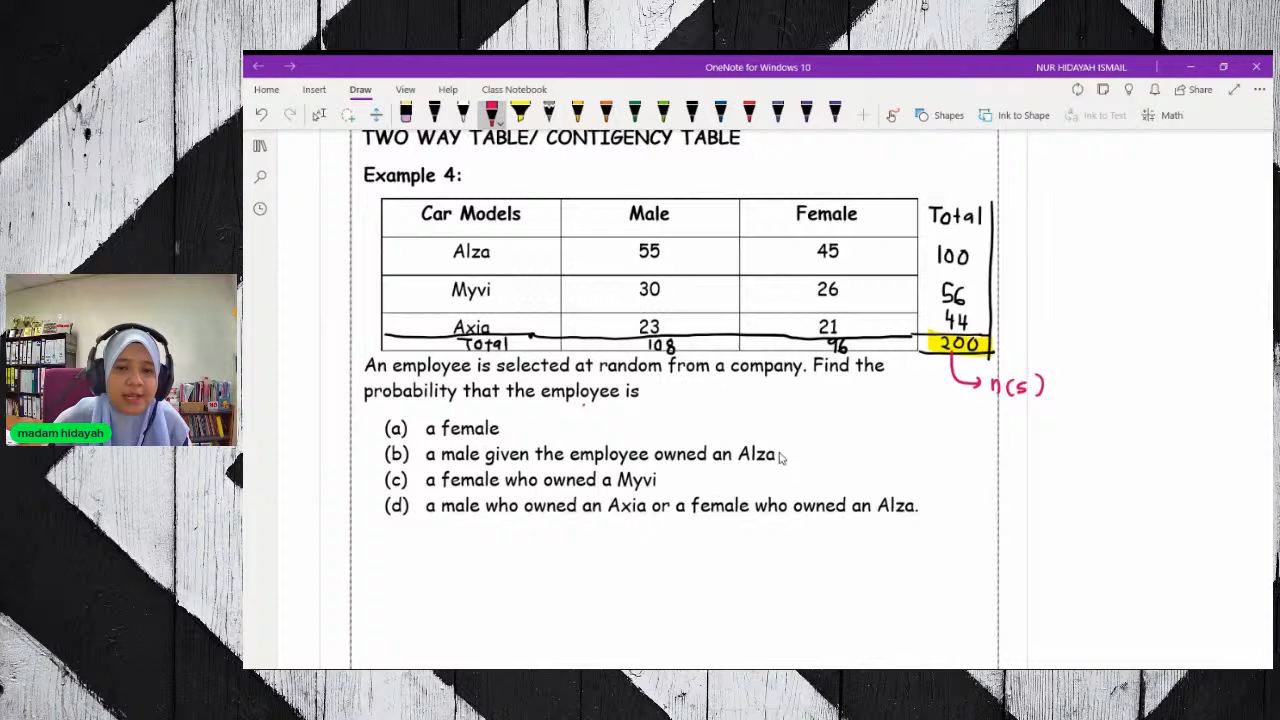 OneNote for Windows 10
NUR HIDAYAH ISMAIL
Home Insert Draw View Help Class Notebook
Share
Shapes Ink to Shape Ink to Text Math
TWO WAY TABLE/ CONTIGENCY TABLE
Example 4:
Car Models Male Female Total
Alza 55 45 100
Myvi 30 26 56
Axia 23 21 44
Total 108 96 200
n(s)
An employee is selected at random from a company. Find the
probability that the employee is
(a) a female
(b) a male given the employee owned an Alza
(c) a female who owned a Myvi
(d) a male who owned an Axia or a female who owned an Alza.
madam hidayah